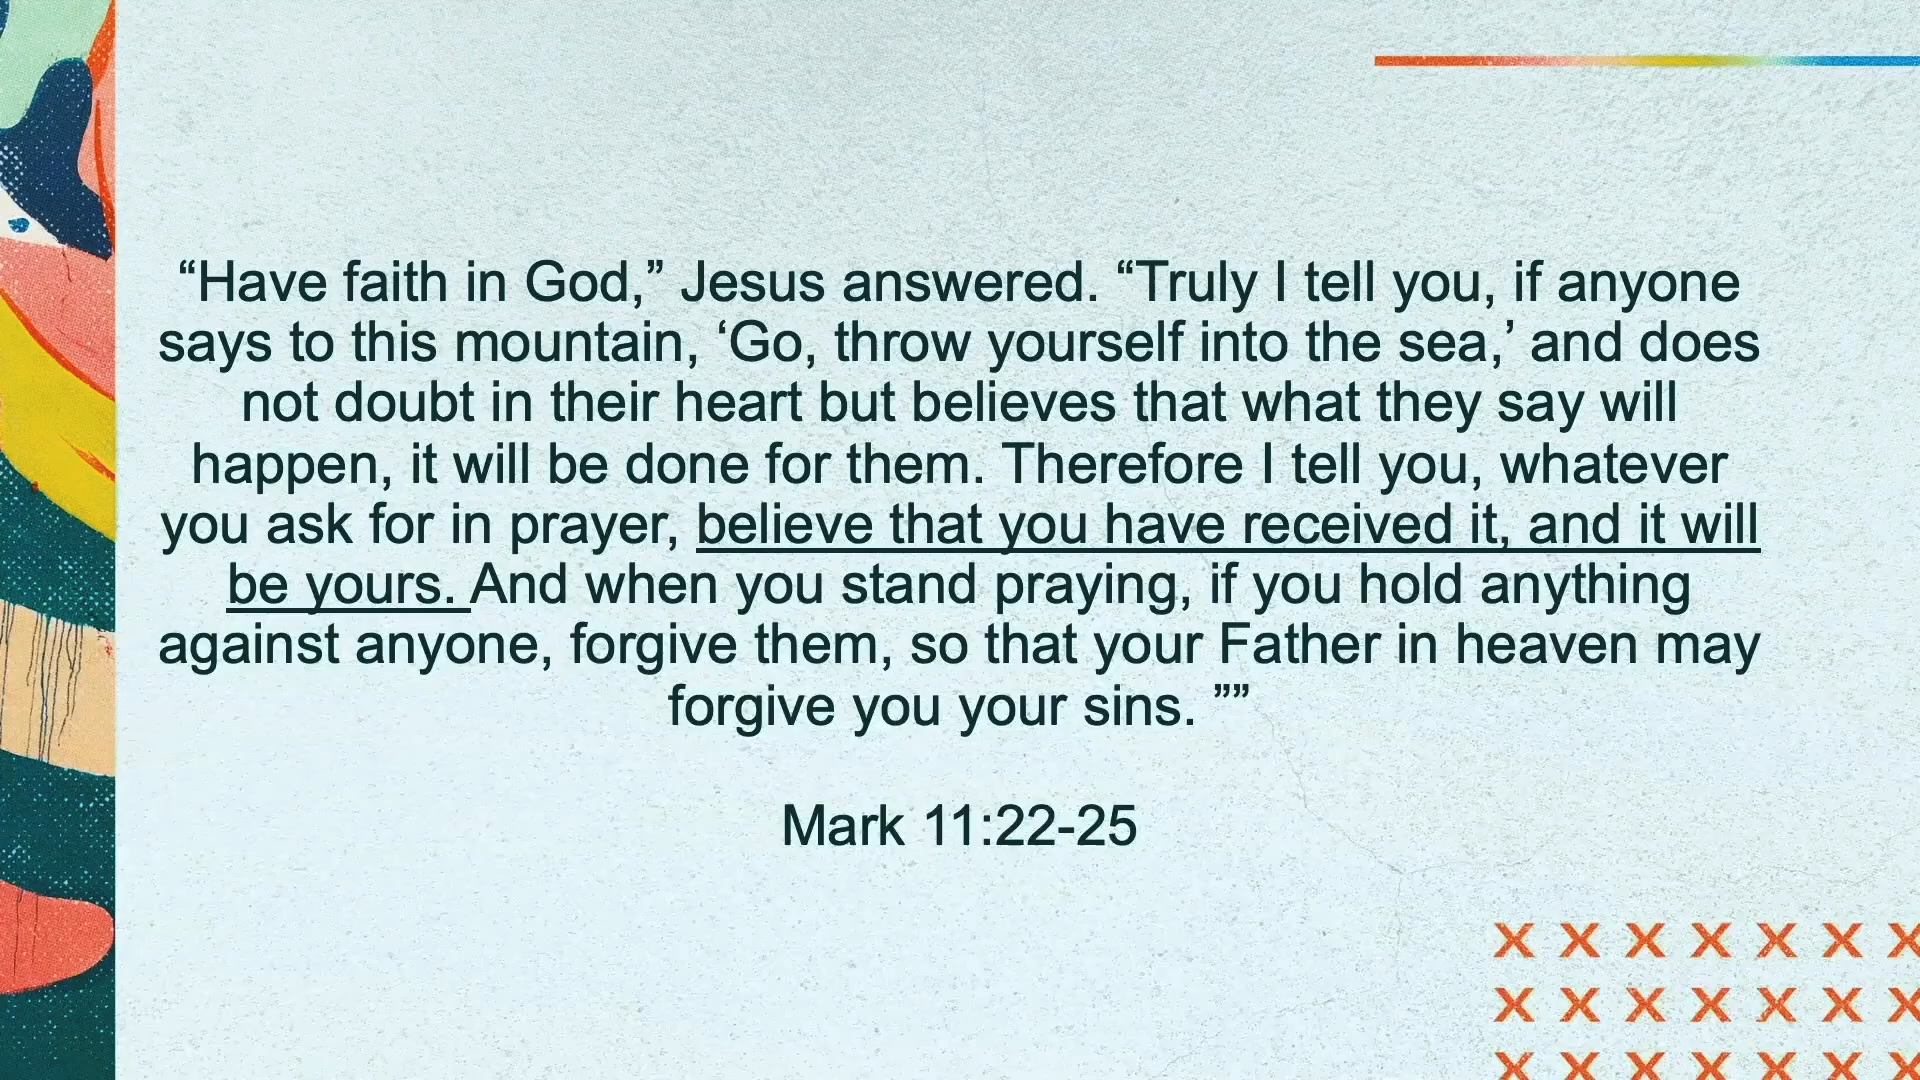 “Have faith in God,” Jesus answered. “Truly I tell you, if anyone
says to this mountain, ‘Go, throw yourself into the sea,’ and does
not doubt in their heart but believes that what they say will
happen, it will be done for them. Therefore I tell you, whatever
you ask for in prayer, believe that you have received it, and it will
be yours. And when you stand praying, if you hold anything
against anyone, forgive them, so that your Father in heaven may
forgive you your sins. ””
Mark 11:22-25